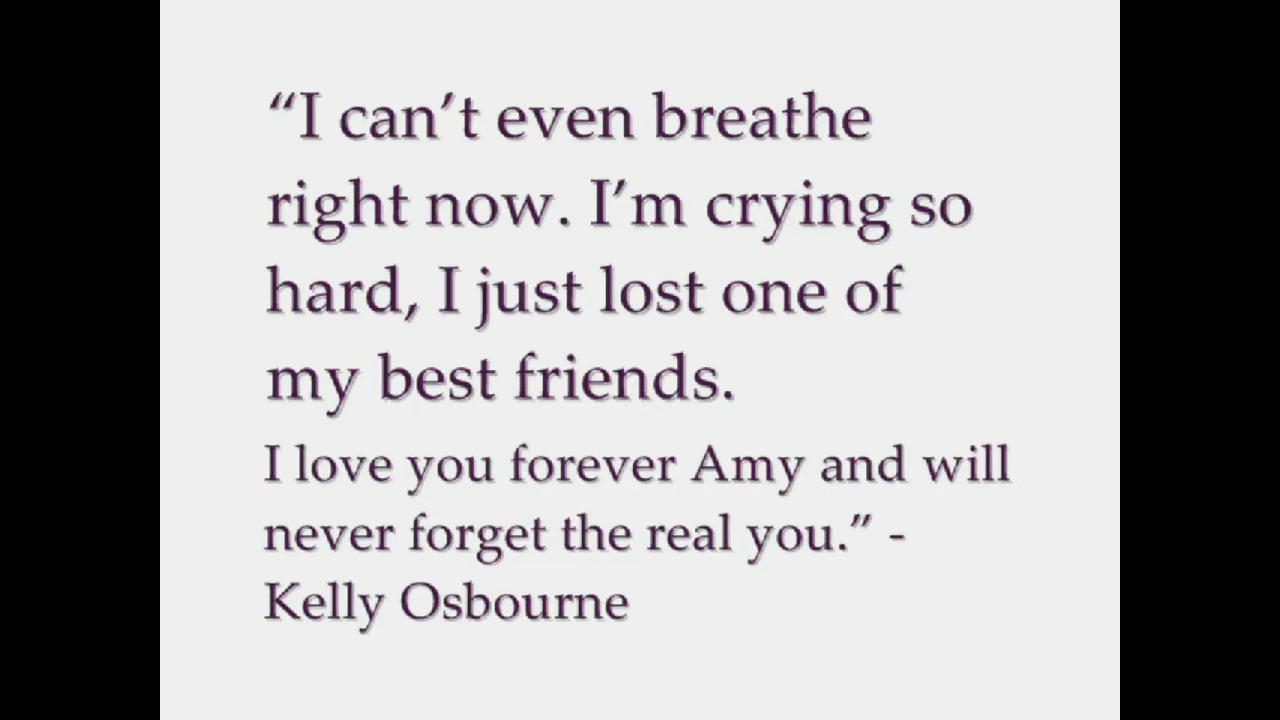 “I can’t even breathe
right now. I’m crying so
hard, I just lost one of
my best friends.
I love you forever Amy and will
never forget the real you.” -
Kelly Osbourne